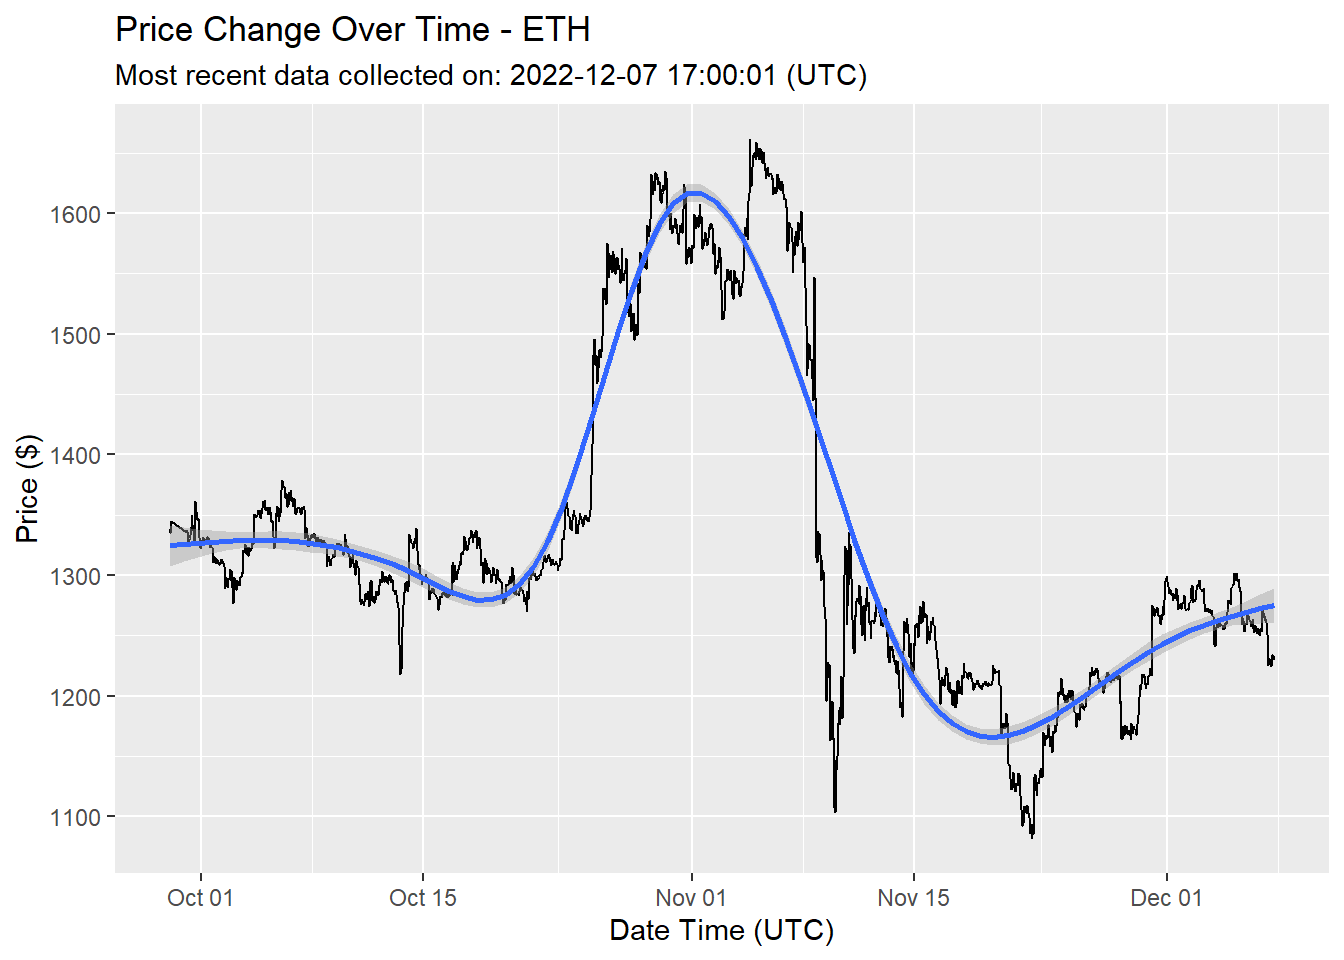 Price Change Over Time - ETH
Most recent data collected on: 2022-12-07 17:00:01 (UTC)
Price ($)
1600
1500
1400
1300
1200
1100
Oct 01
Oct 15
Nov 01
Nov 15
Dec 01
Date Time (UTC)